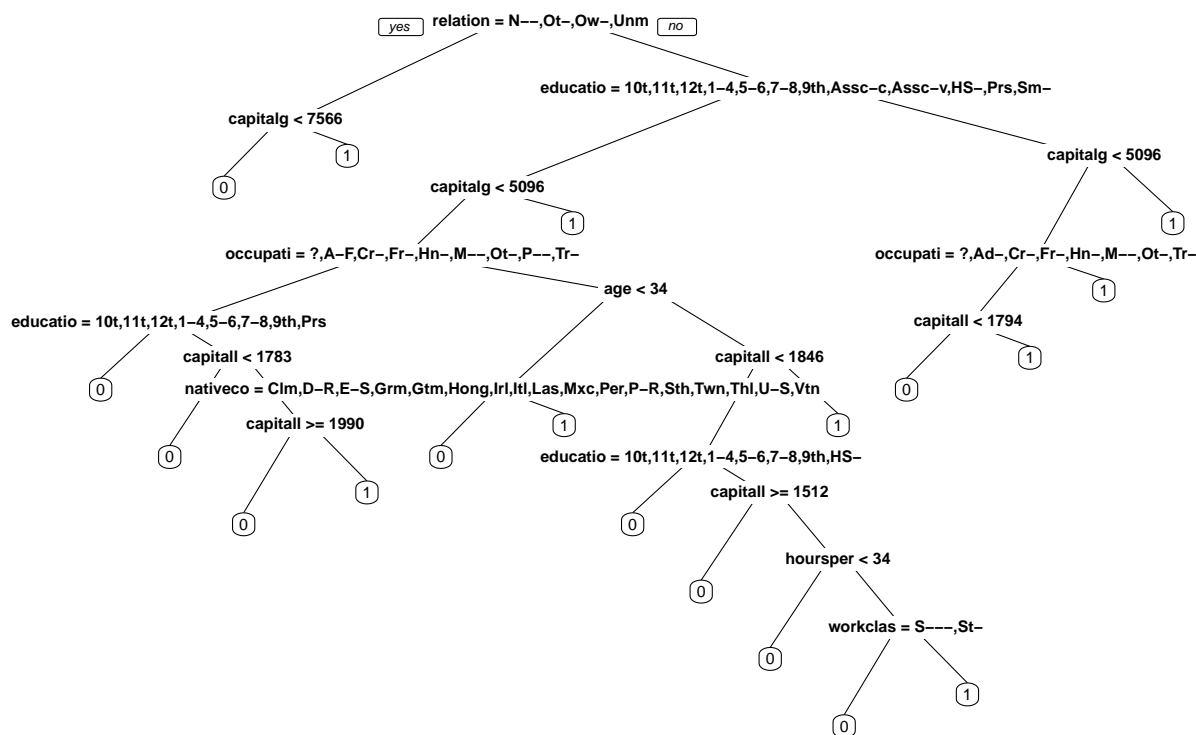 yes relation = N−−,Ot−,Ow−,Unm no
educatio = 10t,11t,12t,1−4,5−6,7−8,9th,Assc−c,Assc−v,HS−,Prs,Sm−
capitalg < 7566
1
capitalg < 5096
0
capitalg < 5096
1
1
occupati = ?,A−F,Cr−,Fr−,Hn−,M−−,Ot−,P−−,Tr−
occupati = ?,Ad−,Cr−,Fr−,Hn−,M−−,Ot−,Tr−
age < 34
1
educatio = 10t,11t,12t,1−4,5−6,7−8,9th,Prs
capitall < 1794
capitall < 1783
capitall < 1846
1
0
0
nativeco = Clm,D−R,E−S,Grm,Gtm,Hong,Irl,Itl,Las,Mxc,Per,P−R,Sth,Twn,Thl,U−S,Vtn
capitall >= 1990
1
1
0
0
educatio = 10t,11t,12t,1−4,5−6,7−8,9th,HS−
1
capitall >= 1512
0
0
hoursper < 34
0
workclas = S−−−,St−
0
1
0